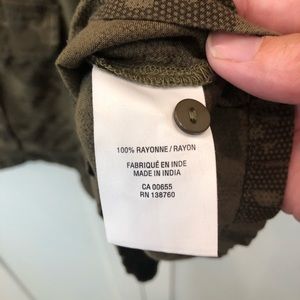 100% RAYONNE / RAYON
FABRIQUÉ EN INDE
MADE IN INDIA
CA 00655
RN 138760